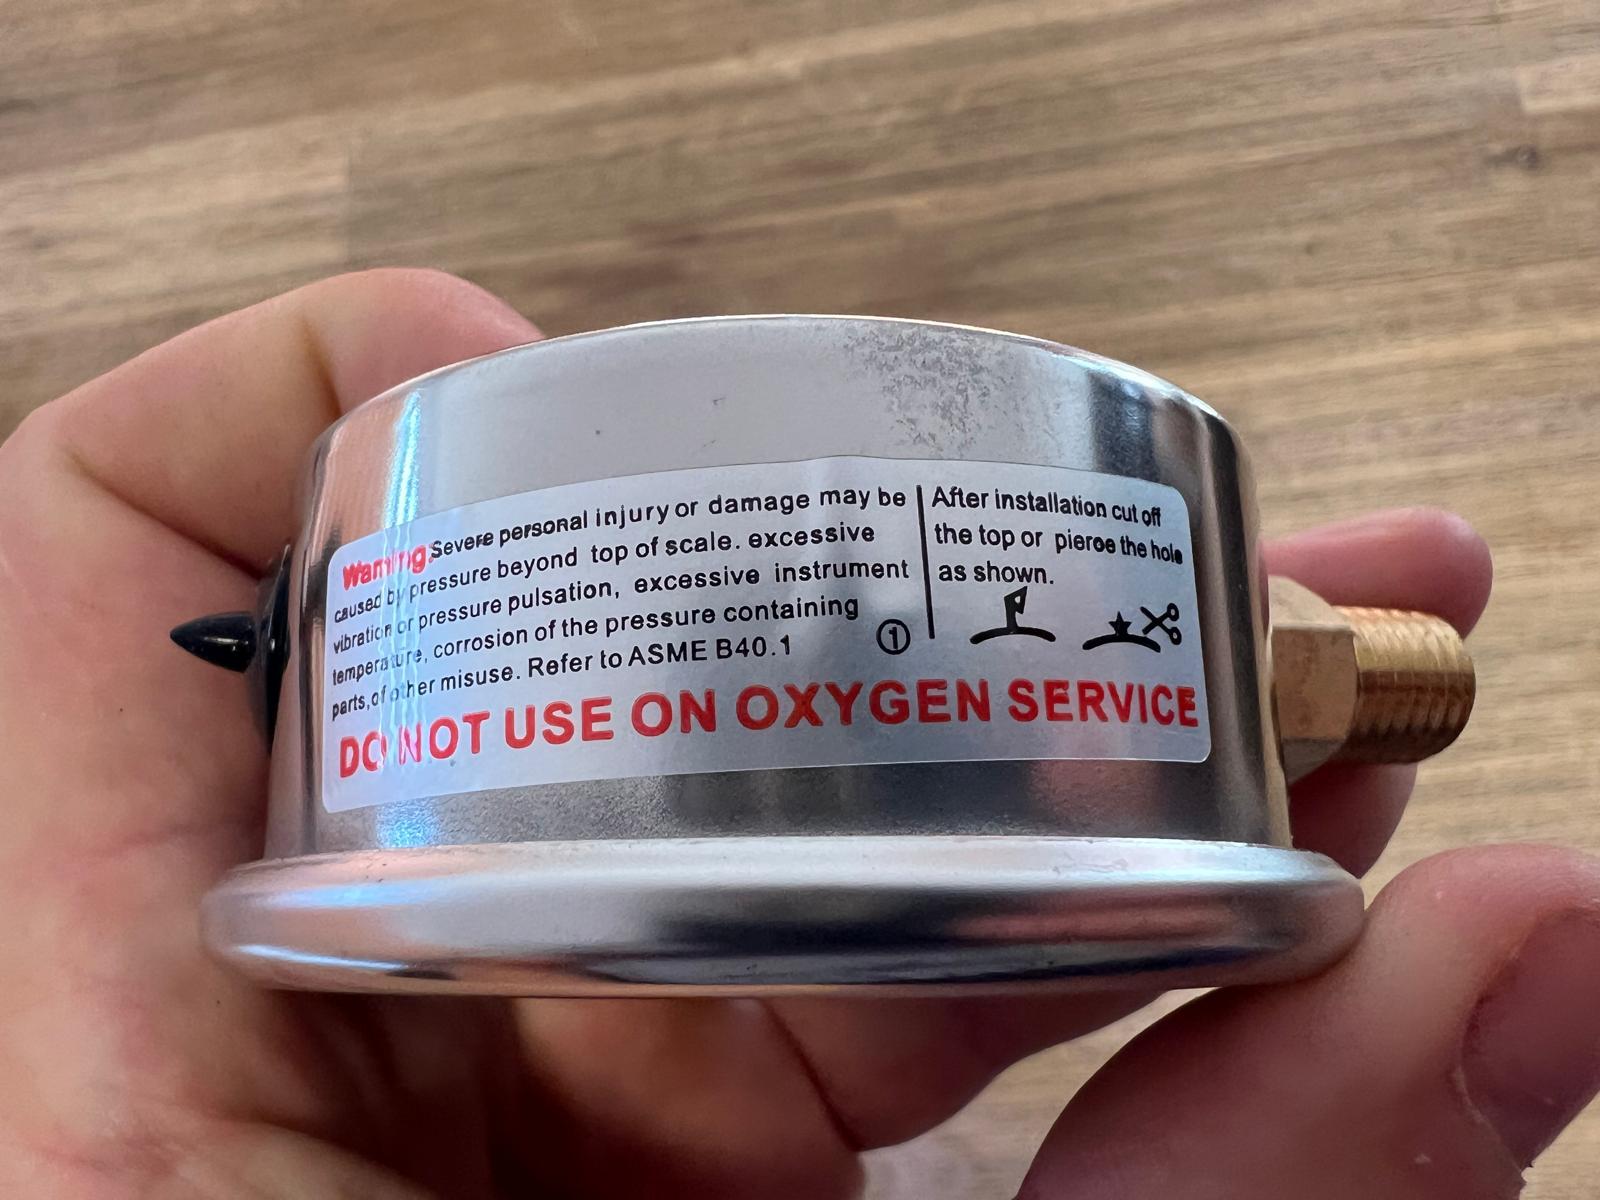 Warning:Severe personal injury or damage may be
caused by pressure beyond top of scale. excessive
vibration or pressure pulsation, excessive instrument
temperature, corrosion of the pressure containing
parts,of other misuse. Refer to ASME B40.1
①
After installation cut off
the top or pieroe the hole
as shown.
DO NOT USE ON OXYGEN SERVICE